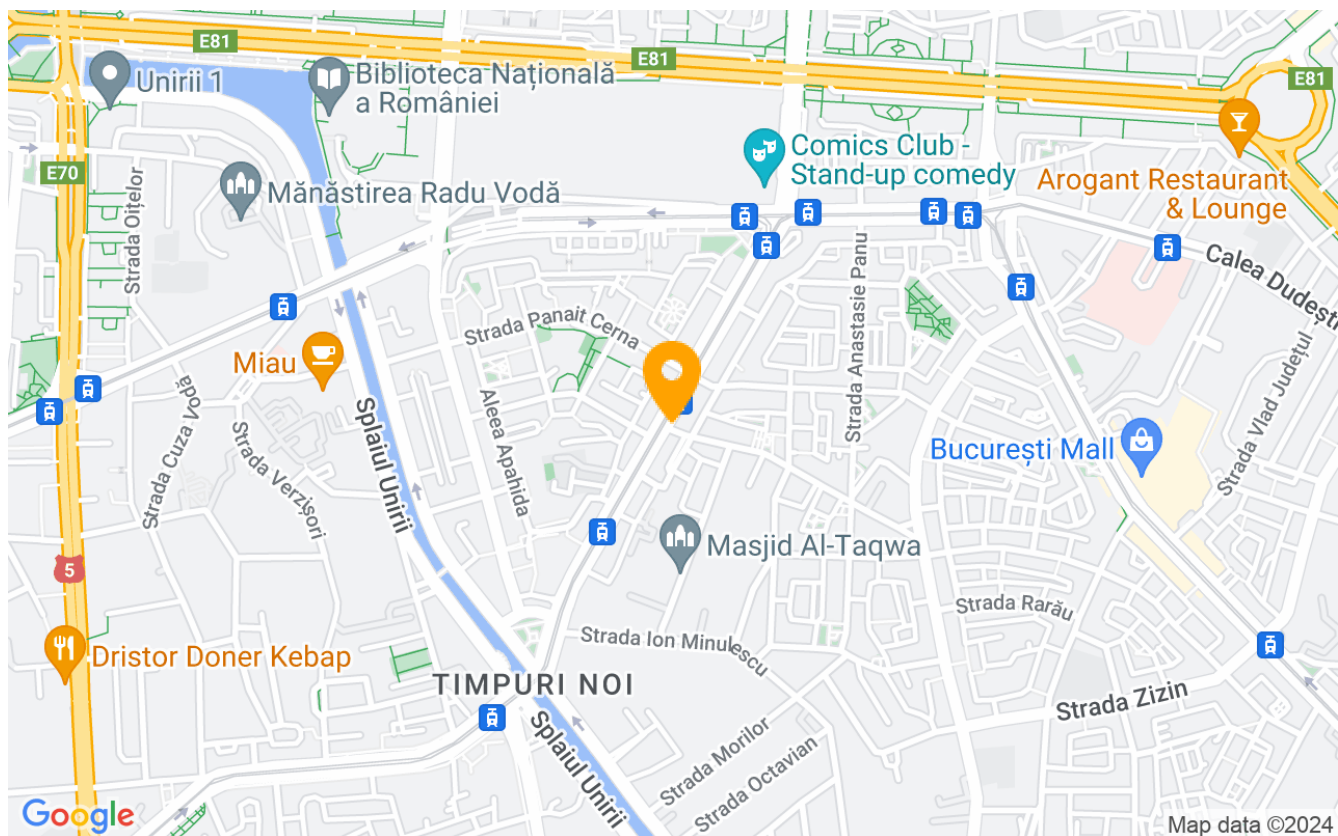 E81
E81
E81
Unirii 1
Biblioteca Națională
a României
Comics Club -
Stand-up comedy
Arogant Restaurant
& Lounge
E70
Mănăstirea Radu Vodă
Strada Oițelor
Calea Dudești
Strada Panait Cerna
Strada Anastasie Panu
Miau
Strada Vlad Județul
Strada Cuza Vodă
Strada Verzișori
Splaiul Unirii
Aleea Apahida
București Mall
Masjid Al-Taqwa
5
Strada Rarău
Strada Ion Minulescu
Dristor Doner Kebap
TIMPURI NOI
Strada Zizin
Splaiul Unirii
Strada Morilor
Strada Octavian
Google
Map data ©2024